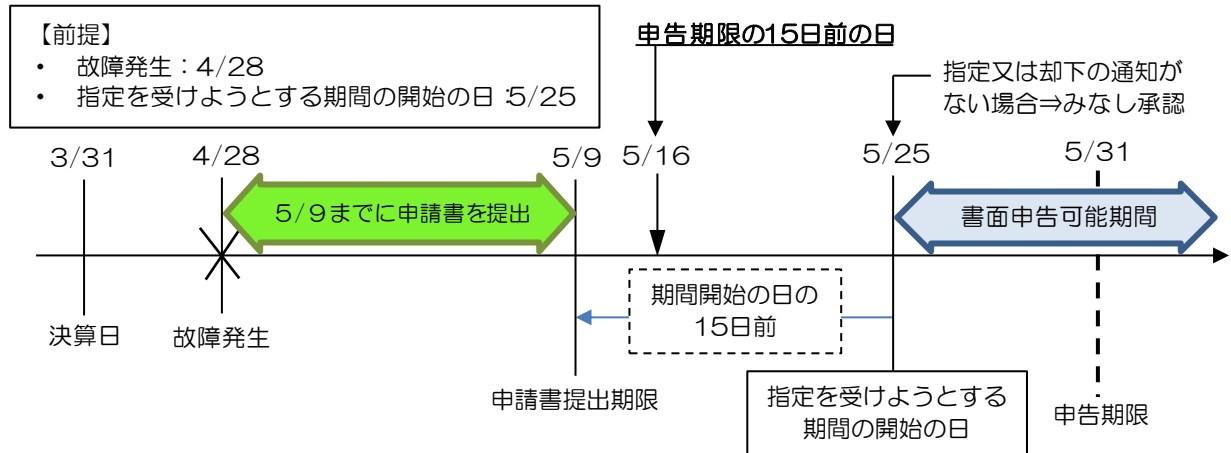 【前提】
• 故障発生：4/28
• 指定を受けようとする期間の開始の日：5/25
申告期限の15日前の日
指定又は却下の通知が
ない場合⇒みなし承認
3/31
4/28
5/9
5/16
5/25
5/31
5/9までに申請書を提出
書面申告可能期間
期間開始の日の
15日前
決算日
故障発生
申請書提出期限
指定を受けようとする
期間の開始の日
申告期限